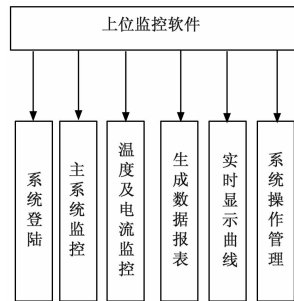 上位监控软件
系统登陆
主系统监控
温度及电流监控
生成数据报表
实时显示曲线
系统操作管理